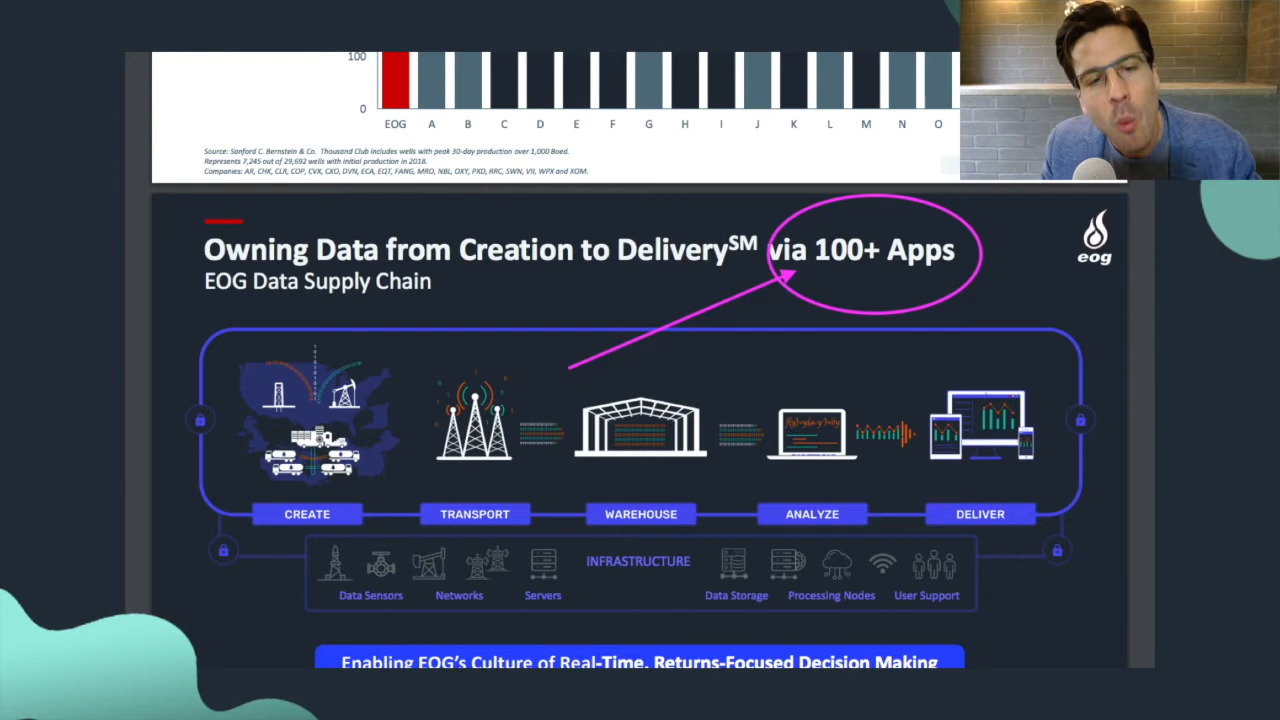 100
0
EOG A B C D E F G H I J K L M N O
Source: Sanford C. Bernstein & Co. Thousand Club includes wells with peak 30-day production over 1,000 Boed.
Represents 7,245 out of 29,692 wells with initial production in 2018.
Companies: AR, CHK, CLR, COP, CVX, CXO, DVN, ECA, EQT, FANG, MRO, NBL, OXY, PXD, RRC, SWN, VII, WPX and XOM.
Owning Data from Creation to Delivery℠ via 100+ Apps
EOG Data Supply Chain
eog
CREATE TRANSPORT WAREHOUSE ANALYZE DELIVER
INFRASTRUCTURE
Data Sensors Networks Servers Data Storage Processing Nodes User Support
Enabling EOG's Culture of Real-Time, Returns-Focused Decision Making